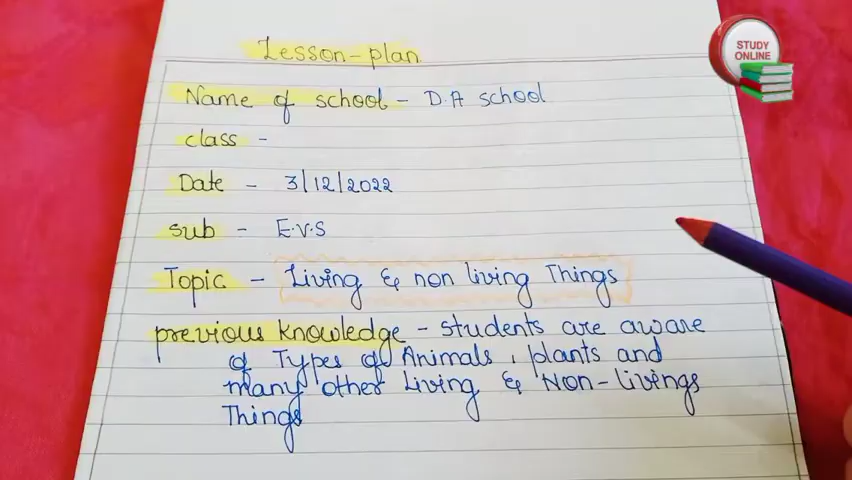 Lesson-plan
STUDY
ONLINE
Name of school - D.A school
class -
Date - 3/12/2022
sub - E.V.S
Topic - Living & non living Things
previous knowledge - students are aware
of Types of Animals, plants and
many other Living & Non-livings
Things